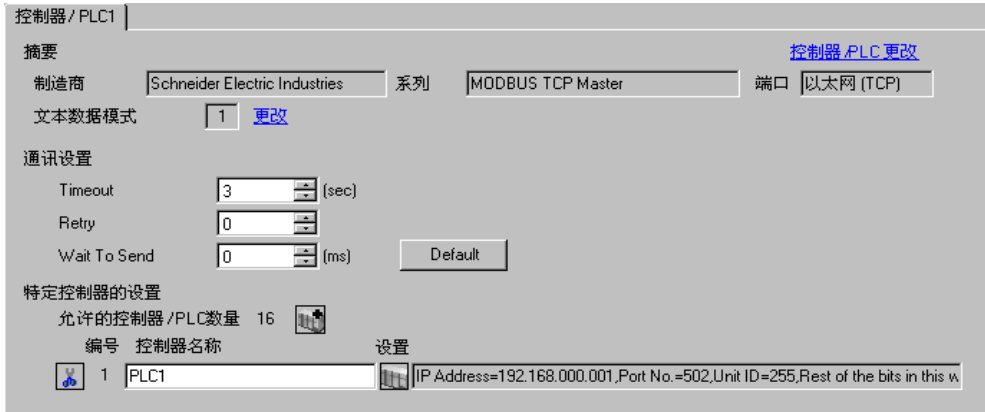 控制器/PLC1
摘要 控制器/PLC更改
制造商 Schneider Electric Industries 系列 MODBUS TCP Master 端口 以太网 (TCP)
文本数据模式 1 更改
通讯设置
Timeout 3 (sec)
Retry 0
Wait To Send 0 (ms) Default
特定控制器的设置
允许的控制器/PLC数量 16
编号 控制器名称 设置
1 PLC1 IP Address=192.168.000.001,Port No.=502,Unit ID=255,Rest of the bits in this w